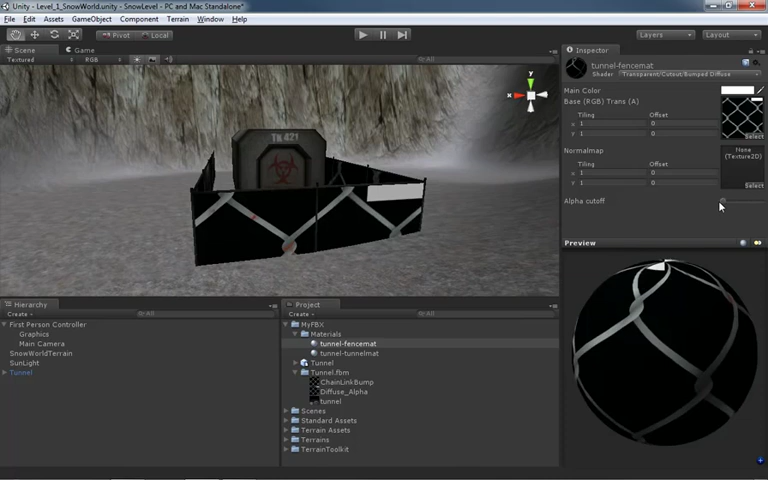 Unity - Level_1_SnowWorld.unity - SnowLevel - PC and Mac Standalone*
File Edit Assets GameObject Component Terrain Window Help
Pivot Local Layers Layout
Scene Game
Textured RGB All
y
x
TK 421
Inspector
tunnel-fencemat
Shader Transparent/Cutout/Bumped Diffuse
Main Color
Base (RGB) Trans (A)
Tiling Offset
x 1 0
y 1 0
Select
Normalmap
None
(Texture2D)
Tiling Offset
x 1 0
y 1 0
Select
Alpha cutoff
Preview
Hierarchy
Create All
First Person Controller
Graphics
Main Camera
SnowWorldTerrain
SunLight
Tunnel
Project
Create All
MyFBX
Materials
tunnel-fencemat
tunnel-tunnelmat
Tunnel
Tunnel.fbm
ChainLinkBump
Diffuse_Alpha
tunnel
Scenes
Standard Assets
Terrain Assets
Terrains
TerrainToolkit